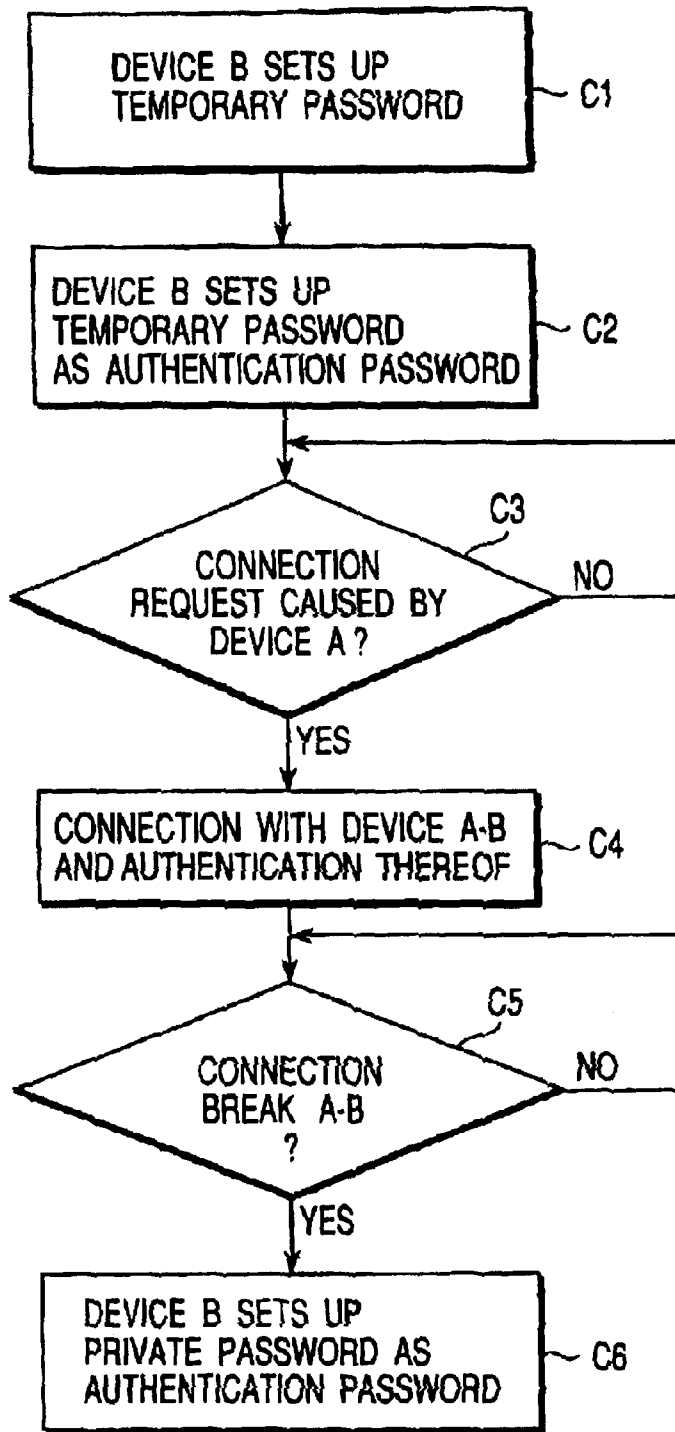 DEVICE B SETS UP
TEMPORARY PASSWORD
C1
DEVICE B SETS UP
TEMPORARY PASSWORD
AS AUTHENTICATION PASSWORD
C2
C3
CONNECTION
REQUEST CAUSED BY
DEVICE A?
NO
YES
CONNECTION WITH DEVICE A-B
AND AUTHENTICATION THEREOF
C4
C5
CONNECTION
BREAK A-B
?
NO
YES
DEVICE B SETS UP
PRIVATE PASSWORD AS
AUTHENTICATION PASSWORD
C6